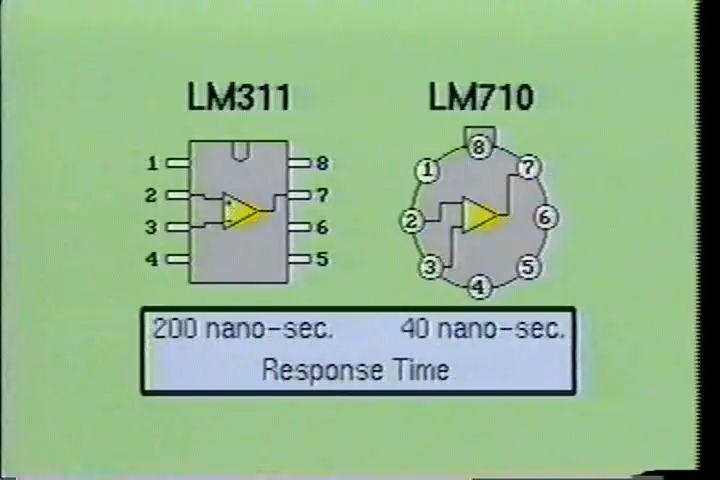 LM311 LM710
8
1 8 1 7
2 7 2 6
3 6 3 5
4 5 4
200 nano-sec. 40 nano-sec.
Response Time